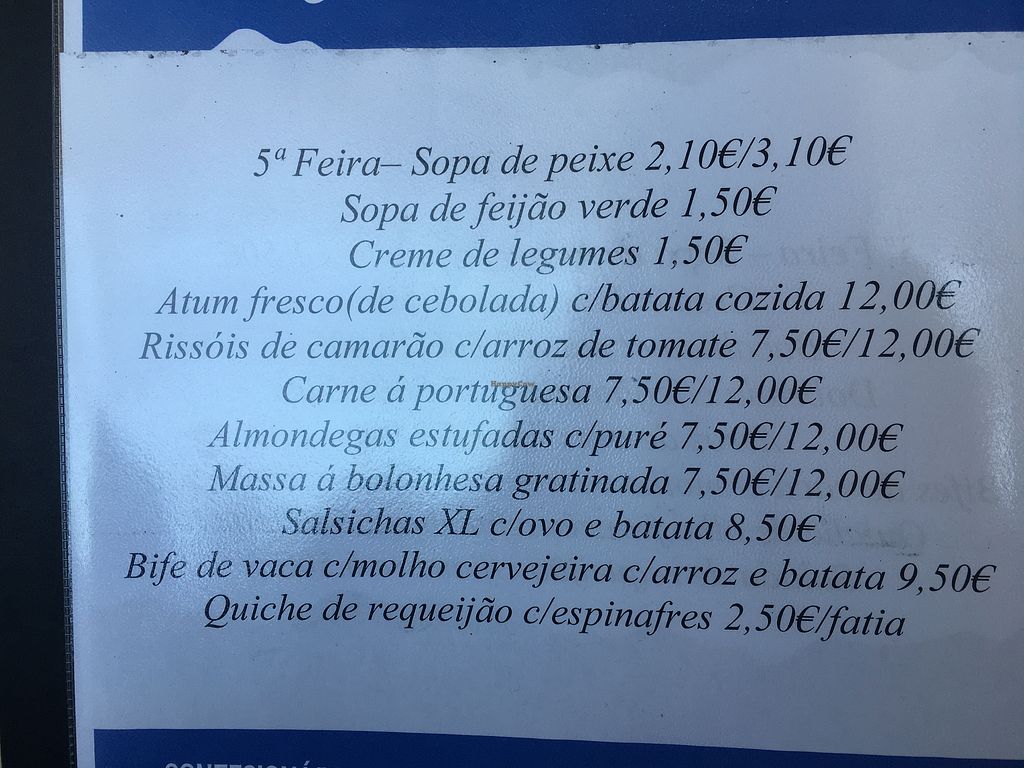 5ª Feira– Sopa de peixe 2,10€/3,10€
Sopa de feijão verde 1,50€
Creme de legumes 1,50€
Atum fresco(de cebolada) c/batata cozida 12,00€
Rissóis de camarão c/arroz de tomate 7,50€/12,00€
HappyCow
Carne á portuguesa 7,50€/12,00€
Almondegas estufadas c/puré 7,50€/12,00€
Massa á bolonhesa gratinada 7,50€/12,00€
Salsichas XL c/ovo e batata 8,50€
Bife de vaca c/molho cervejeira c/arroz e batata 9,50€
Quiche de requeijão c/espinafres 2,50€/fatia